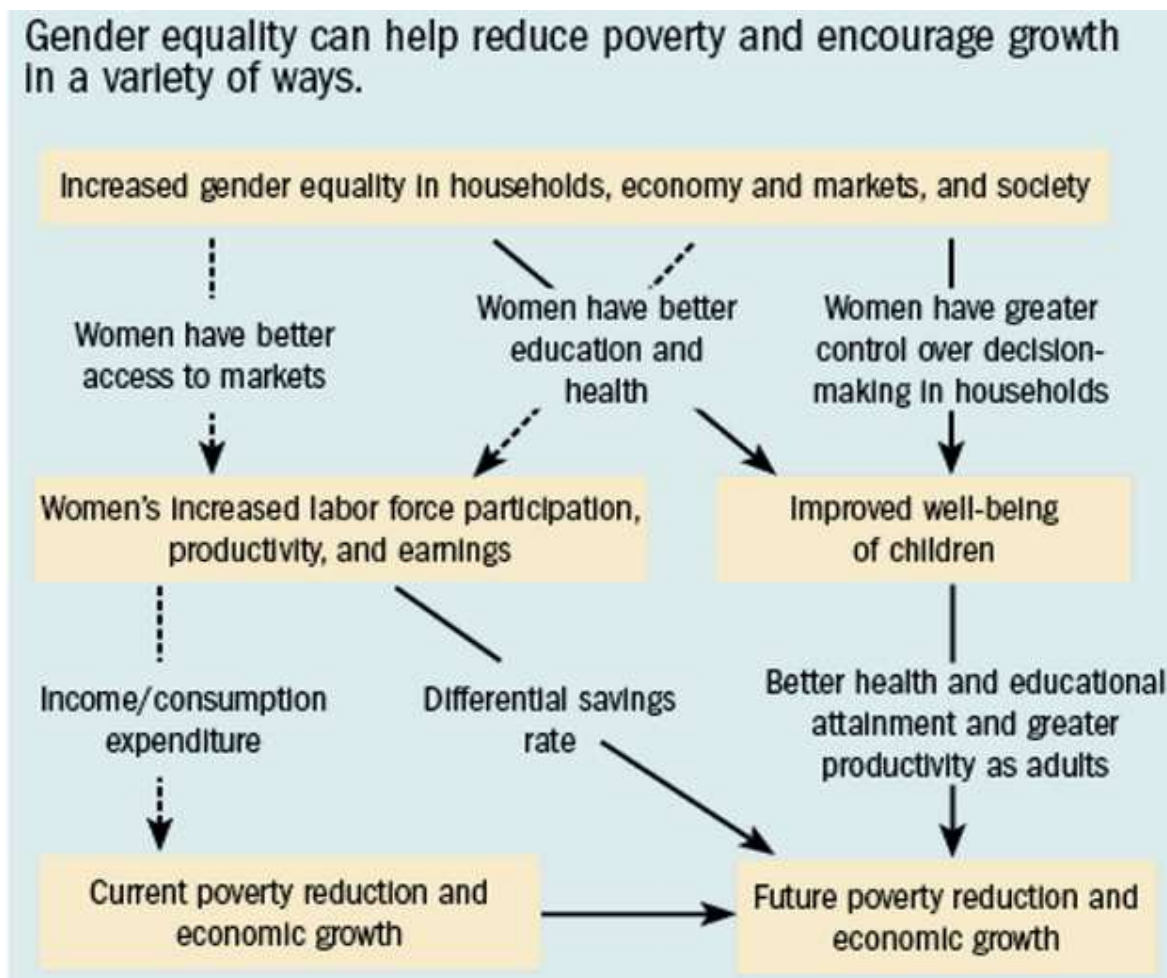 Gender equality can help reduce poverty and encourage growth
in a variety of ways.
Increased gender equality in households, economy and markets, and society
Women have better
access to markets
Women have better
education and
health
Women have greater
control over decision-
making in households
Women's increased labor force participation,
productivity, and earnings
Improved well-being
of children
Income/consumption
expenditure
Differential savings
rate
Better health and educational
attainment and greater
productivity as adults
Current poverty reduction and
economic growth
Future poverty reduction and
economic growth